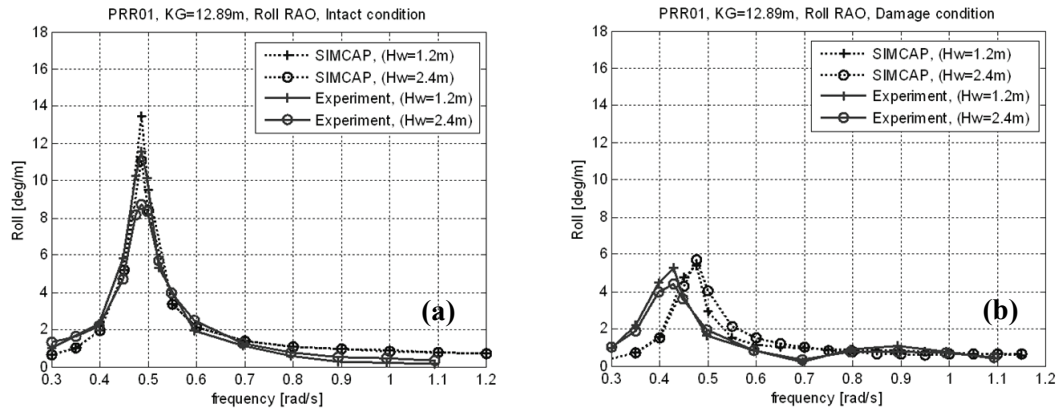 PRR01, KG=12.89m, Roll RAO, Intact condition
18
16
14
12
10
8
6
4
2
0
Roll [deg/m]
SIMCAP, (Hw=1.2m)
SIMCAP, (Hw=2.4m)
Experiment, (Hw=1.2m)
Experiment, (Hw=2.4m)
(a)
0.3 0.4 0.5 0.6 0.7 0.8 0.9 1 1.1 1.2
frequency [rad/s]
PRR01, KG=12.89m, Roll RAO, Damage condition
18
16
14
12
10
8
6
4
2
0
Roll [deg/m]
SIMCAP, (Hw=1.2m)
SIMCAP, (Hw=2.4m)
Experiment, (Hw=1.2m)
Experiment, (Hw=2.4m)
(b)
0.3 0.4 0.5 0.6 0.7 0.8 0.9 1 1.1 1.2
frequency [rad/s]